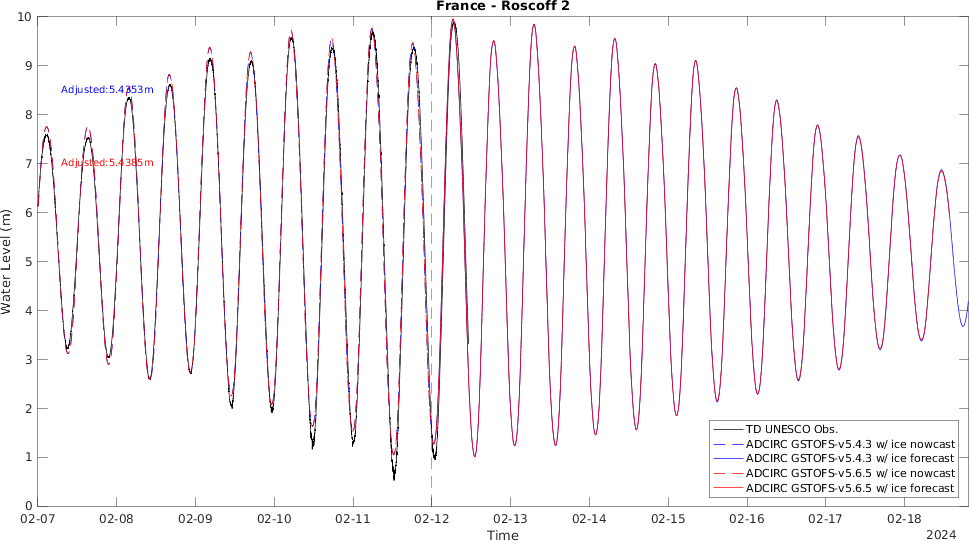 France - Roscoff 2
Water Level (m)
10
9
8
7
6
5
4
3
2
1
0
Adjusted:5.4353m
Adjusted:5.4385m
TD UNESCO Obs.
ADCIRC GSTOFS-v5.4.3 w/ ice nowcast
ADCIRC GSTOFS-v5.4.3 w/ ice forecast
ADCIRC GSTOFS-v5.6.5 w/ ice nowcast
ADCIRC GSTOFS-v5.6.5 w/ ice forecast
02-07 02-08 02-09 02-10 02-11 02-12 02-13 02-14 02-15 02-16 02-17 02-18
Time
2024